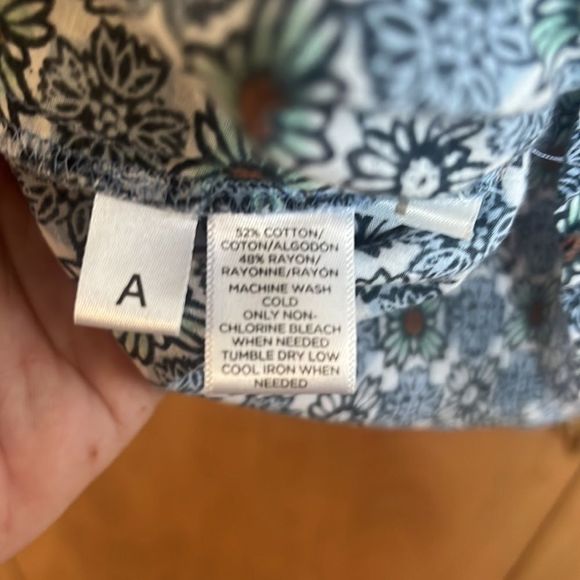 A
52% COTTON/
COTON/ALGODON
48% RAYON/
RAYONNE/RAYÓN
MACHINE WASH
COLD
ONLY NON-
CHLORINE BLEACH
WHEN NEEDED
TUMBLE DRY LOW
COOL IRON WHEN
NEEDED